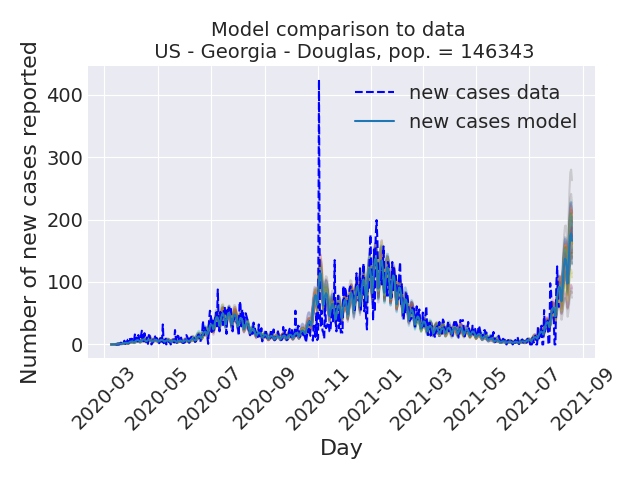 Model comparison to data
US - Georgia - Douglas, pop. = 146343
Number of new cases reported
400
300
200
100
0
new cases data
new cases model
2020-03
2020-05
2020-07
2020-09
2020-11
2021-01
2021-03
2021-05
2021-07
2021-09
Day